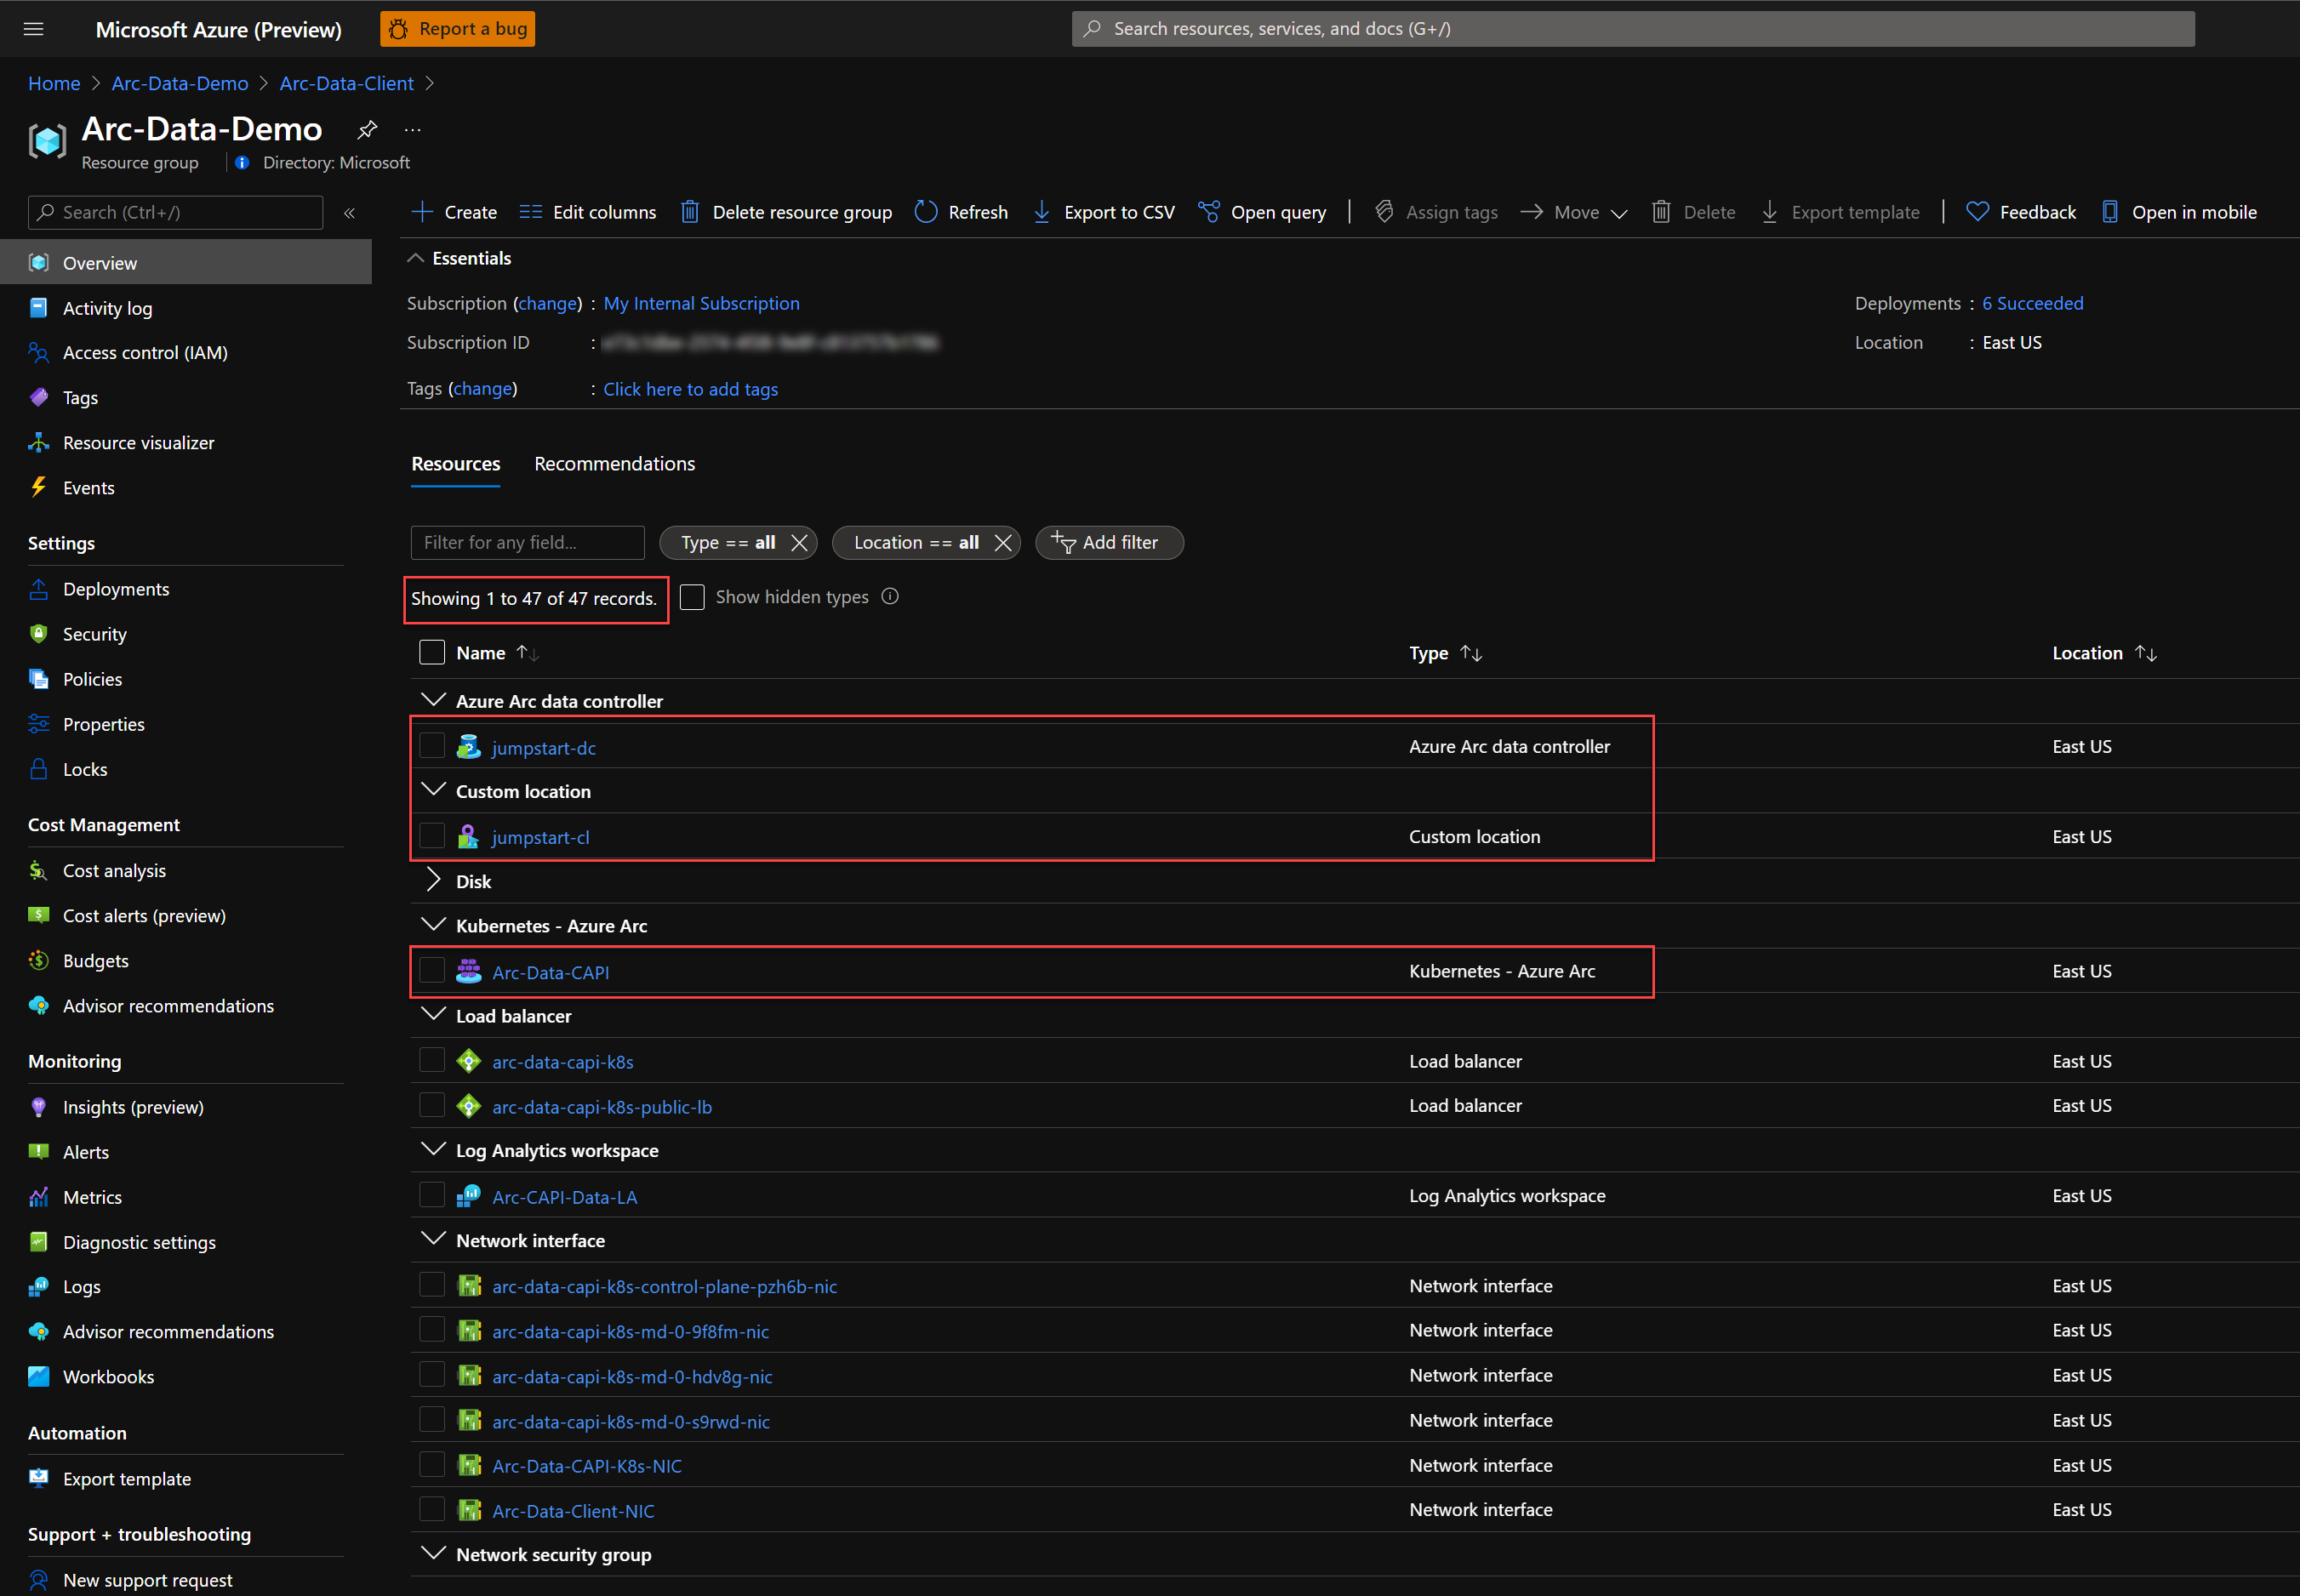 Microsoft Azure (Preview)
Report a bug
Search resources, services, and docs (G+/)
Home > Arc-Data-Demo > Arc-Data-Client >
Arc-Data-Demo
...
Resource group
Directory: Microsoft
Search (Ctrl+/)
«
Create
Edit columns
Delete resource group
Refresh
Export to CSV
Open query
Assign tags
Move
Delete
Export template
Feedback
Open in mobile
Overview
Activity log
Access control (IAM)
Tags
Resource visualizer
Events
Settings
Deployments
Security
Policies
Properties
Locks
Cost Management
Cost analysis
Cost alerts (preview)
Budgets
Advisor recommendations
Monitoring
Insights (preview)
Alerts
Metrics
Diagnostic settings
Logs
Advisor recommendations
Workbooks
Automation
Export template
Support + troubleshooting
New support request
Essentials
Subscription (change) : My Internal Subscription
Deployments : 6 Succeeded
Subscription ID :
Location : East US
Tags (change) : Click here to add tags
Resources
Recommendations
Filter for any field...
Type == all
Location == all
Add filter
Showing 1 to 47 of 47 records.
Show hidden types
Name ↑↓ Type ↑↓ Location ↑↓
Azure Arc data controller
jumpstart-dc Azure Arc data controller East US
Custom location
jumpstart-cl Custom location East US
Disk
Kubernetes - Azure Arc
Arc-Data-CAPI Kubernetes - Azure Arc East US
Load balancer
arc-data-capi-k8s Load balancer East US
arc-data-capi-k8s-public-lb Load balancer East US
Log Analytics workspace
Arc-CAPI-Data-LA Log Analytics workspace East US
Network interface
arc-data-capi-k8s-control-plane-pzh6b-nic Network interface East US
arc-data-capi-k8s-md-0-9f8fm-nic Network interface East US
arc-data-capi-k8s-md-0-hdv8g-nic Network interface East US
arc-data-capi-k8s-md-0-s9rwd-nic Network interface East US
Arc-Data-CAPI-K8s-NIC Network interface East US
Arc-Data-Client-NIC Network interface East US
Network security group